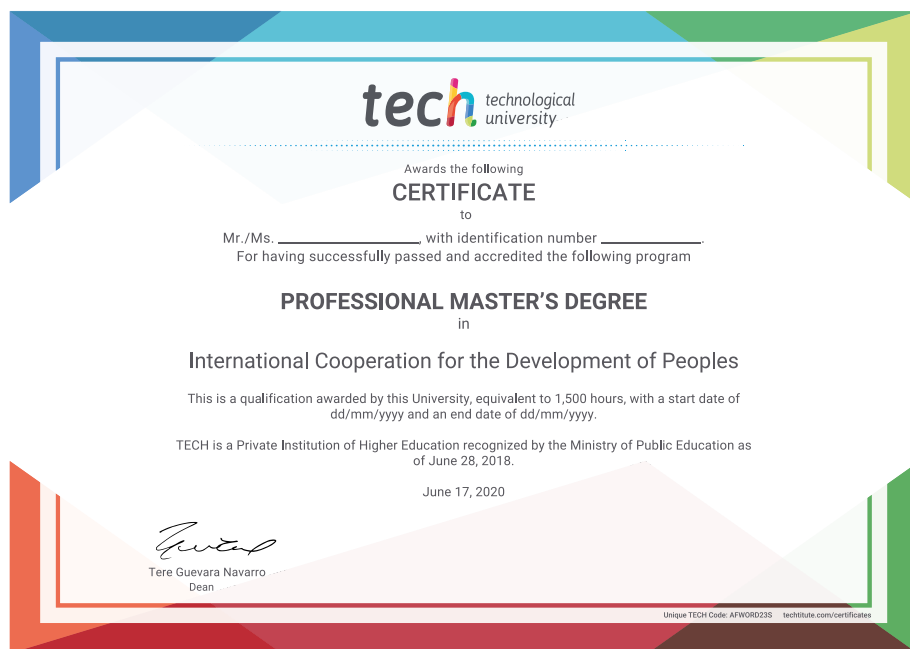 tech technological
university
Awards the following
CERTIFICATE
to
Mr./Ms. ____________________, with identification number ______________.
For having successfully passed and accredited the following program
PROFESSIONAL MASTER'S DEGREE
in
International Cooperation for the Development of Peoples
This is a qualification awarded by this University, equivalent to 1,500 hours, with a start date of
dd/mm/yyyy and an end date of dd/mm/yyyy.
TECH is a Private Institution of Higher Education recognized by the Ministry of Public Education as
of June 28, 2018.
June 17, 2020
Tere Guevara Navarro
Dean
Unique TECH Code: AFWORD23S techtitute.com/certificates